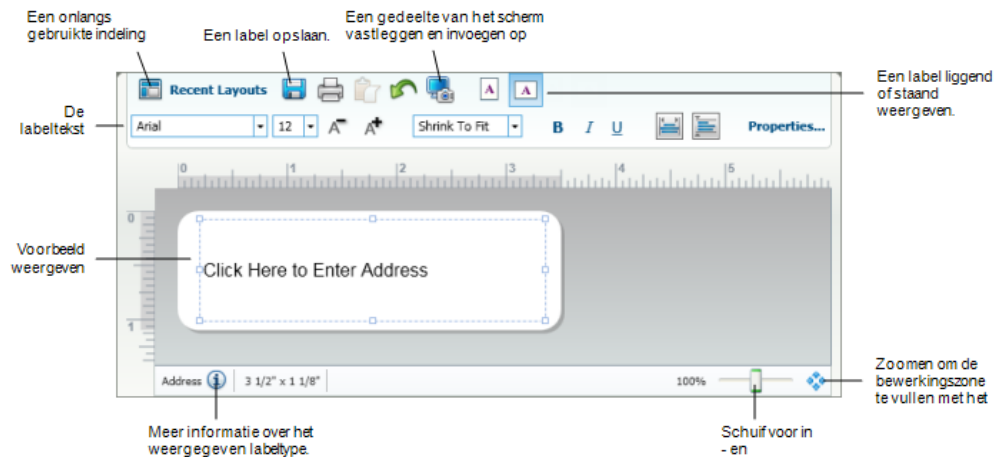 Een onlangs
gebruikte indeling
Een label opslaan.
Een gedeelte van het scherm
vastleggen en invoegen op
Recent Layouts
A
A
Een label liggend
of staand
weergeven.
De
labeltekst
Arial
12
A
A
Shrink To Fit
B
I
U
Properties...
0
1
2
3
4
5
0
1
Voorbeeld
weergeven
Click Here to Enter Address
Address
3 1/2" x 1 1/8"
100%
Zoomen om de
bewerkingszone
te vullen met het
Meer informatie over het
weergegeven labeltype.
Schuif voor in
- en